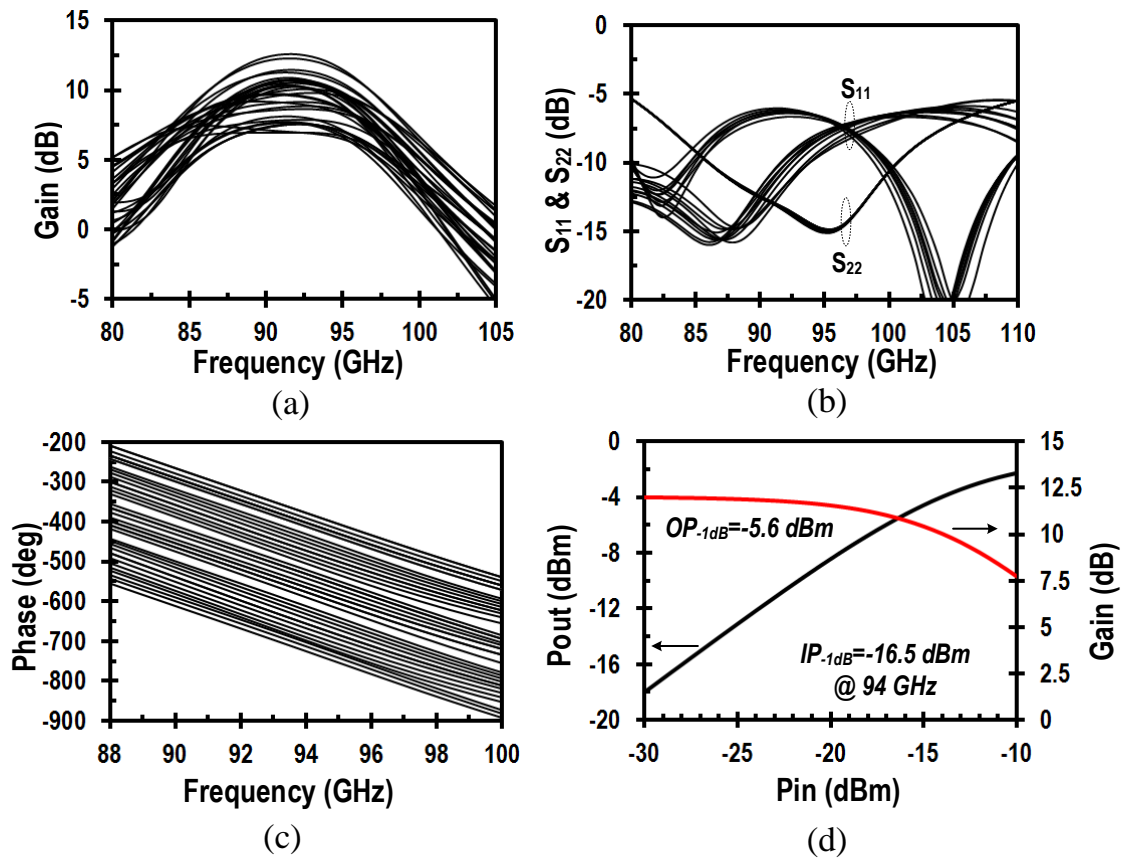 15
10
5
0
-5
Gain (dB)
80 85 90 95 100 105
Frequency (GHz)
(a)
0
-5
-10
-15
-20
S11 & S22 (dB)
S11
S22
80 85 90 95 100 105 110
Frequency (GHz)
(b)
-200
-300
-400
-500
-600
-700
-800
-900
Phase (deg)
88 90 92 94 96 98 100
Frequency (GHz)
(c)
0
-4
-8
-12
-16
-20
Pout (dBm)
OP-1dB=-5.6 dBm
IP-1dB=-16.5 dBm
@ 94 GHz
15
12.5
10
7.5
5
2.5
0
Gain (dB)
-30 -25 -20 -15 -10
Pin (dBm)
(d)